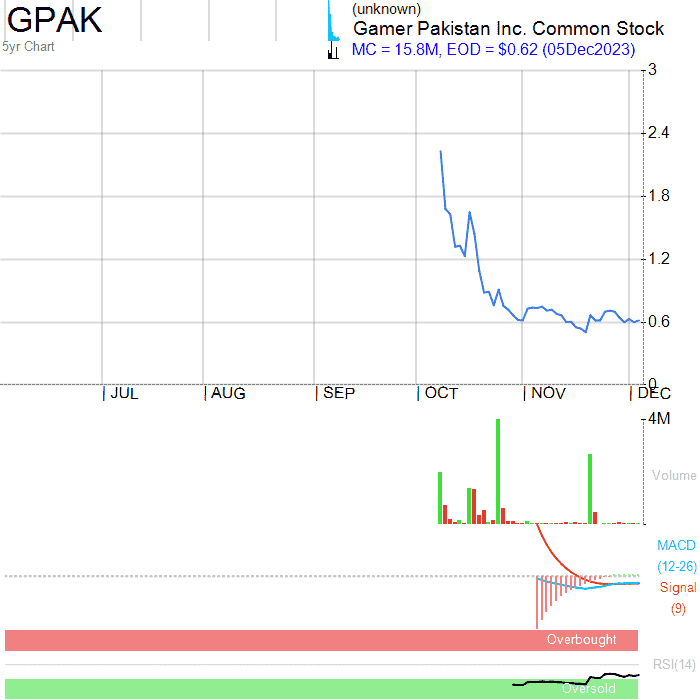 GPAK
5yr Chart
(unknown)
Gamer Pakistan Inc. Common Stock
MC = 15.8M, EOD = $0.62 (05Dec2023)
3
2.4
1.8
1.2
0.6
0
JUL
AUG
SEP
OCT
NOV
DEC
4M
Volume
MACD
(12-26)
Signal
(9)
Overbought
RSI(14)
Oversold